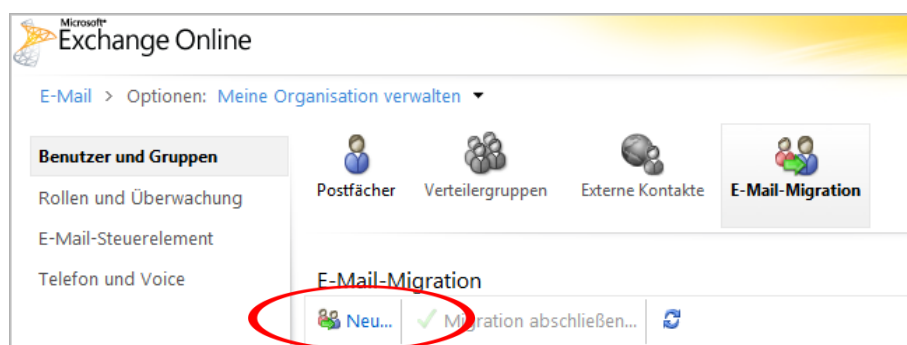 Microsoft®
Exchange Online
E-Mail > Optionen: Meine Organisation verwalten
Benutzer und Gruppen
Rollen und Überwachung
E-Mail-Steuerelement
Telefon und Voice
Postfächer Verteilergruppen Externe Kontakte E-Mail-Migration
E-Mail-Migration
Neu... Migration abschließen...